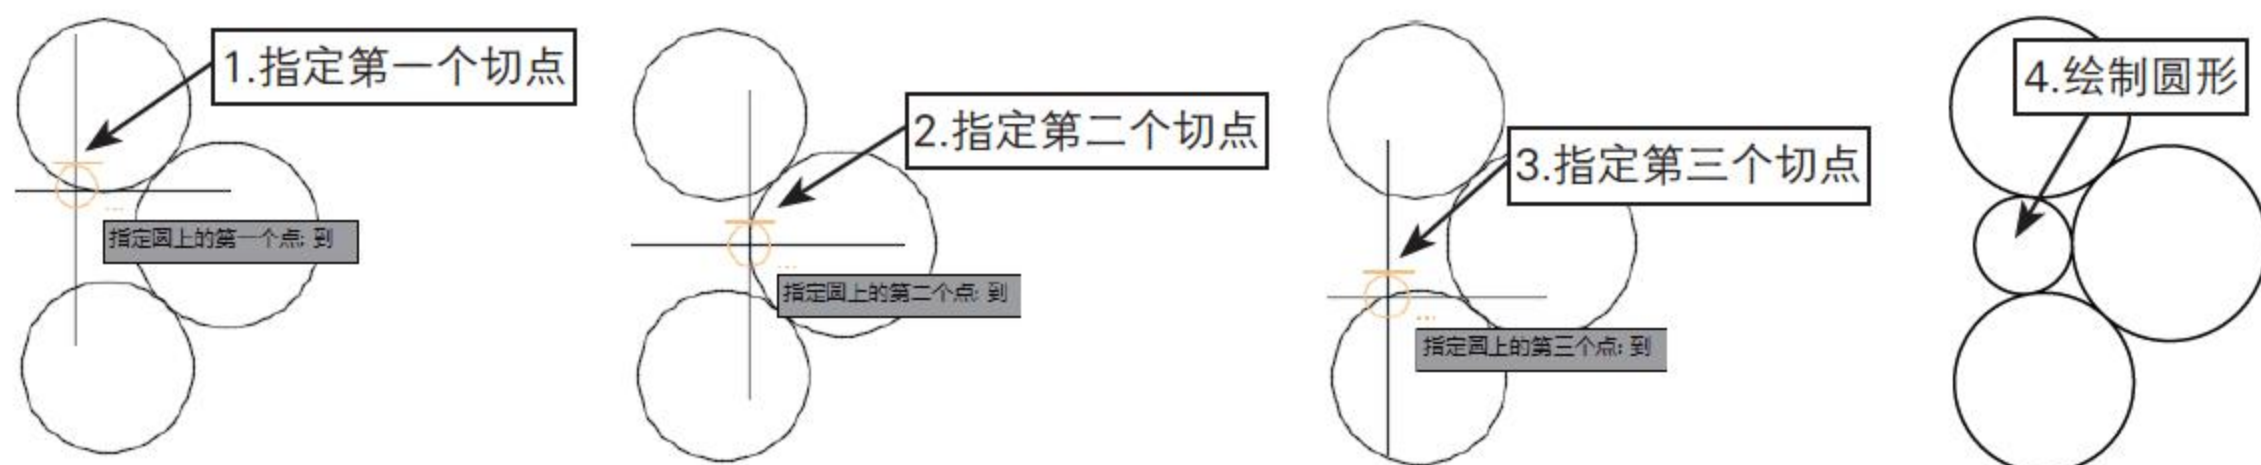 1.指定第一个切点
指定圆上的第一个点: 到
2.指定第二个切点
指定圆上的第二个点: 到
3.指定第三个切点
指定圆上的第三个点: 到
4.绘制圆形